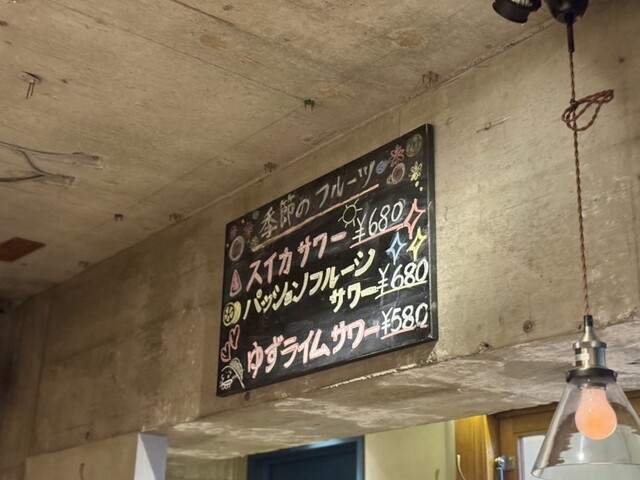 季節のフルーツ
スイカサワー ¥680
パッションフルーツ
サワー ¥680
ゆずライムサワー ¥580